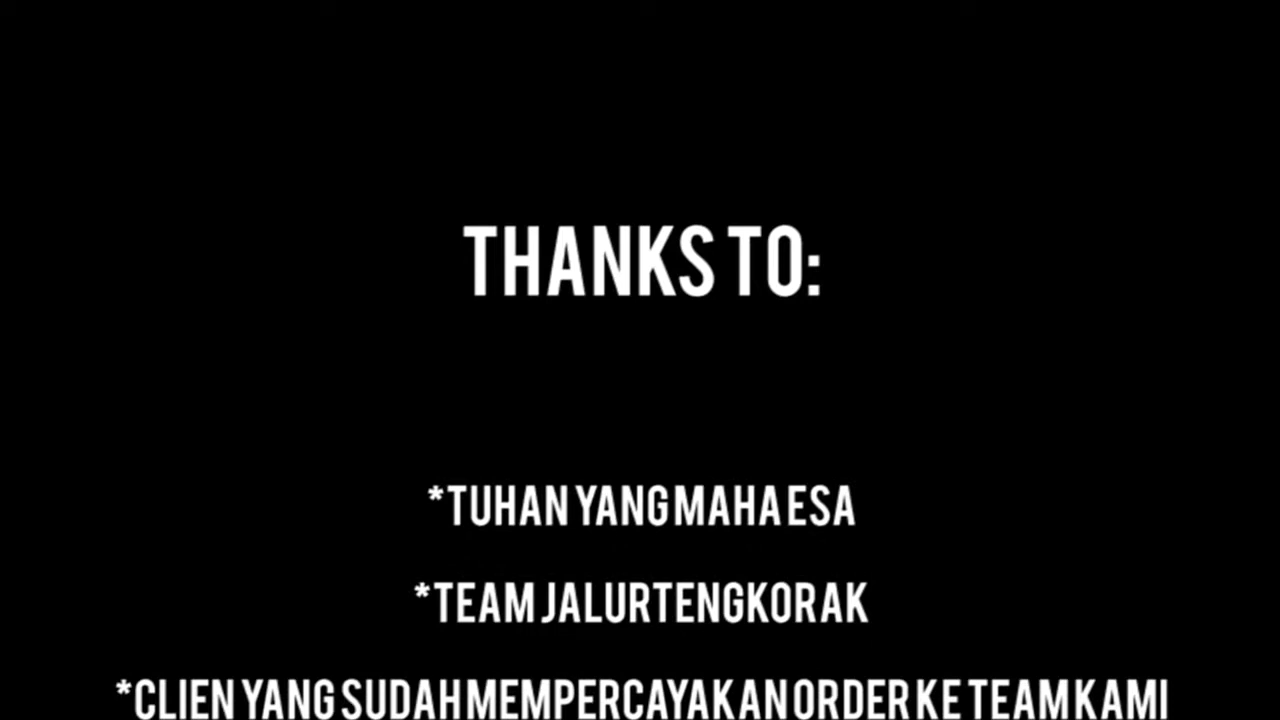 THANKS TO:
*TUHAN YANG MAHA ESA
*TEAM JALURTENGKORAK
*CLIEN YANG SUDAH MEMPERCAYAKAN ORDER KE TEAM KAMI